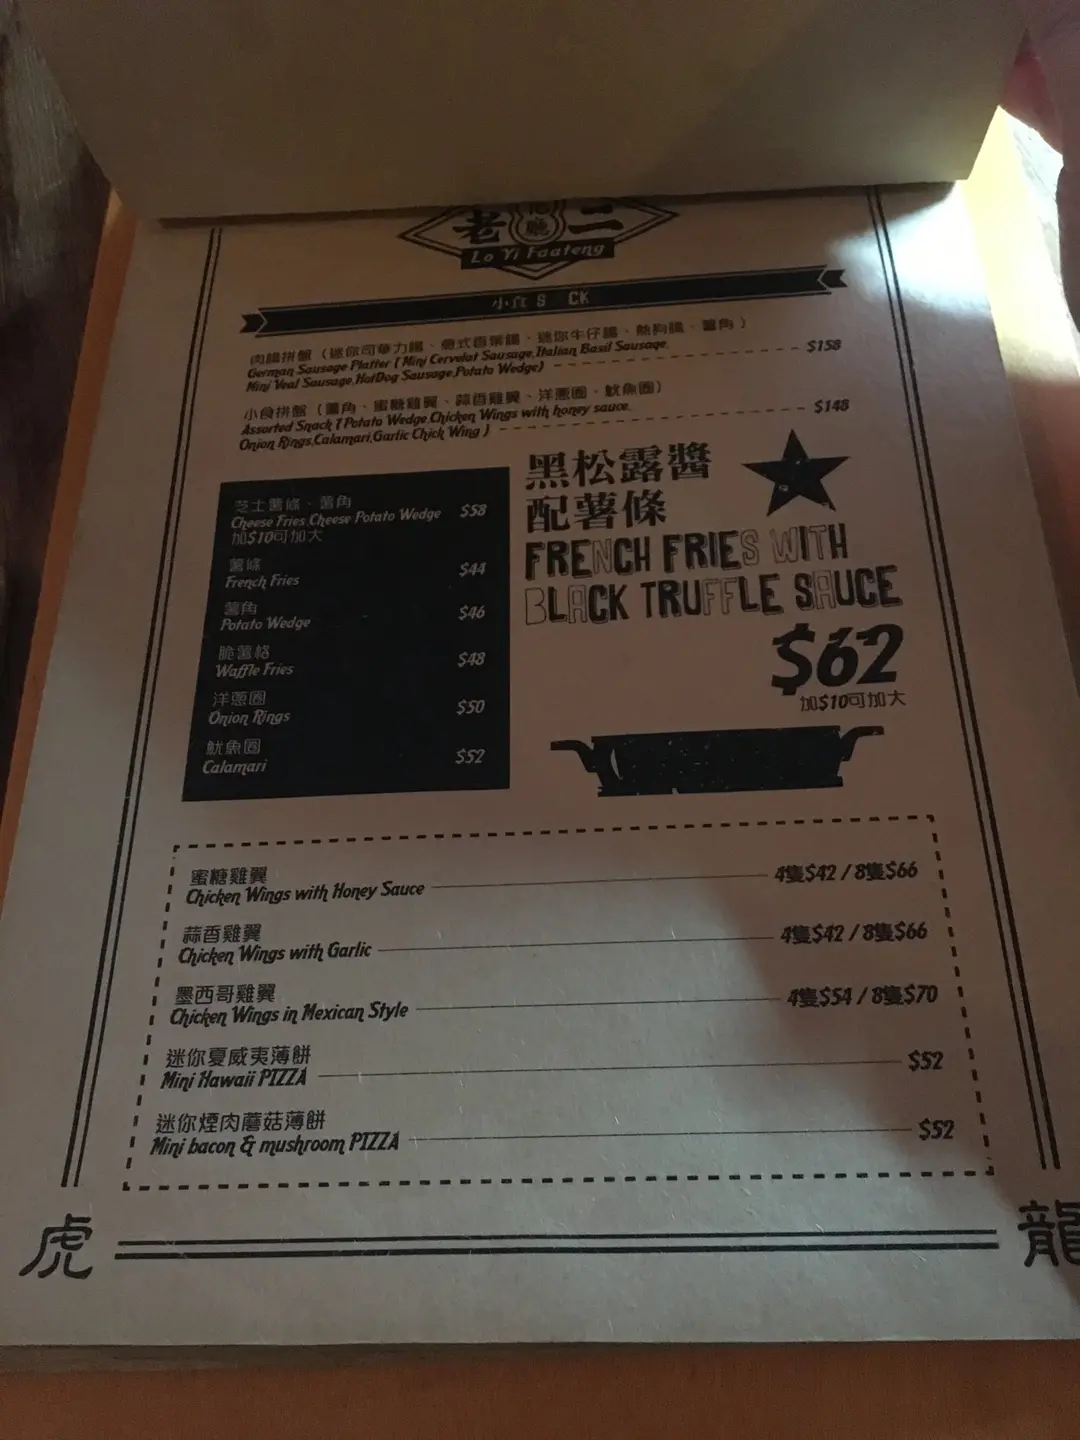 老 廳 二
Lo Yi Faateng
小食 S CK
肉腸拼盤（迷你司華力腸、意式香葉腸、迷你牛仔腸、熱狗腸、薯角）
German Sausage Platter ( Mini Cervelat Sausage,Italian Basil Sausage,
Mini Veal Sausage,HotDog Sausage,Potato Wedge) $158
小食拼盤（薯角、蜜糖雞翼、蒜香雞翼、洋蔥圈、魷魚圈）
Assorted Snack ( Potato Wedge,Chicken Wings with honey sauce,
Onion Rings,Calamari,Garlic Chick Wing ) $148
芝士薯條、薯角
Cheese Fries,Cheese Potato Wedge $58
加$10可加大
薯條
French Fries $44
薯角
Potato Wedge $46
脆薯格
Waffle Fries $48
洋蔥圈
Onion Rings $50
魷魚圈
Calamari $52
黑松露醬
配薯條
FRENCH FRIES WITH
BLACK TRUFFLE SAUCE
$62
加$10可加大
蜜糖雞翼
Chicken Wings with Honey Sauce 4隻$42 / 8隻$66
蒜香雞翼
Chicken Wings with Garlic 4隻$42 / 8隻$66
墨西哥雞翼
Chicken Wings in Mexican Style 4隻$54 / 8隻$70
迷你夏威夷薄餅
Mini Hawaii PIZZA $52
迷你煙肉蘑菇薄餅
Mini bacon & mushroom PIZZA $52
虎 龍